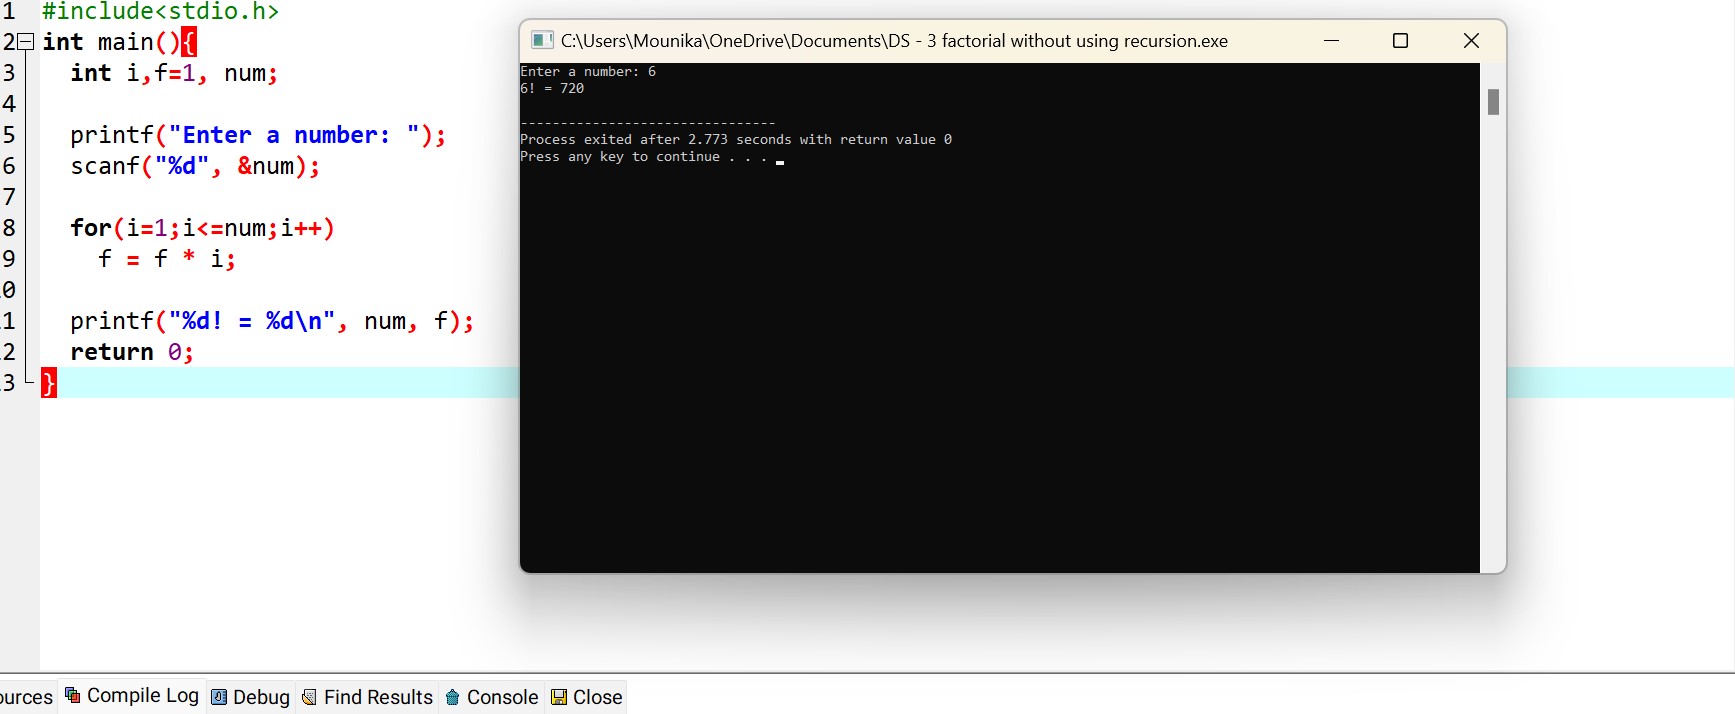 1 #include<stdio.h>
2 int main(){
3 int i,f=1, num;
4
5 printf("Enter a number: ");
6 scanf("%d", &num);
7
8 for(i=1;i<=num;i++)
9 f = f * i;
0
1 printf("%d! = %d\n", num, f);
2 return 0;
3 }
C:\Users\Mounika\OneDrive\Documents\DS - 3 factorial without using recursion.exe
Enter a number: 6
6! = 720
--------------------------------
Process exited after 2.773 seconds with return value 0
Press any key to continue . . .
ources Compile Log Debug Find Results Console Close